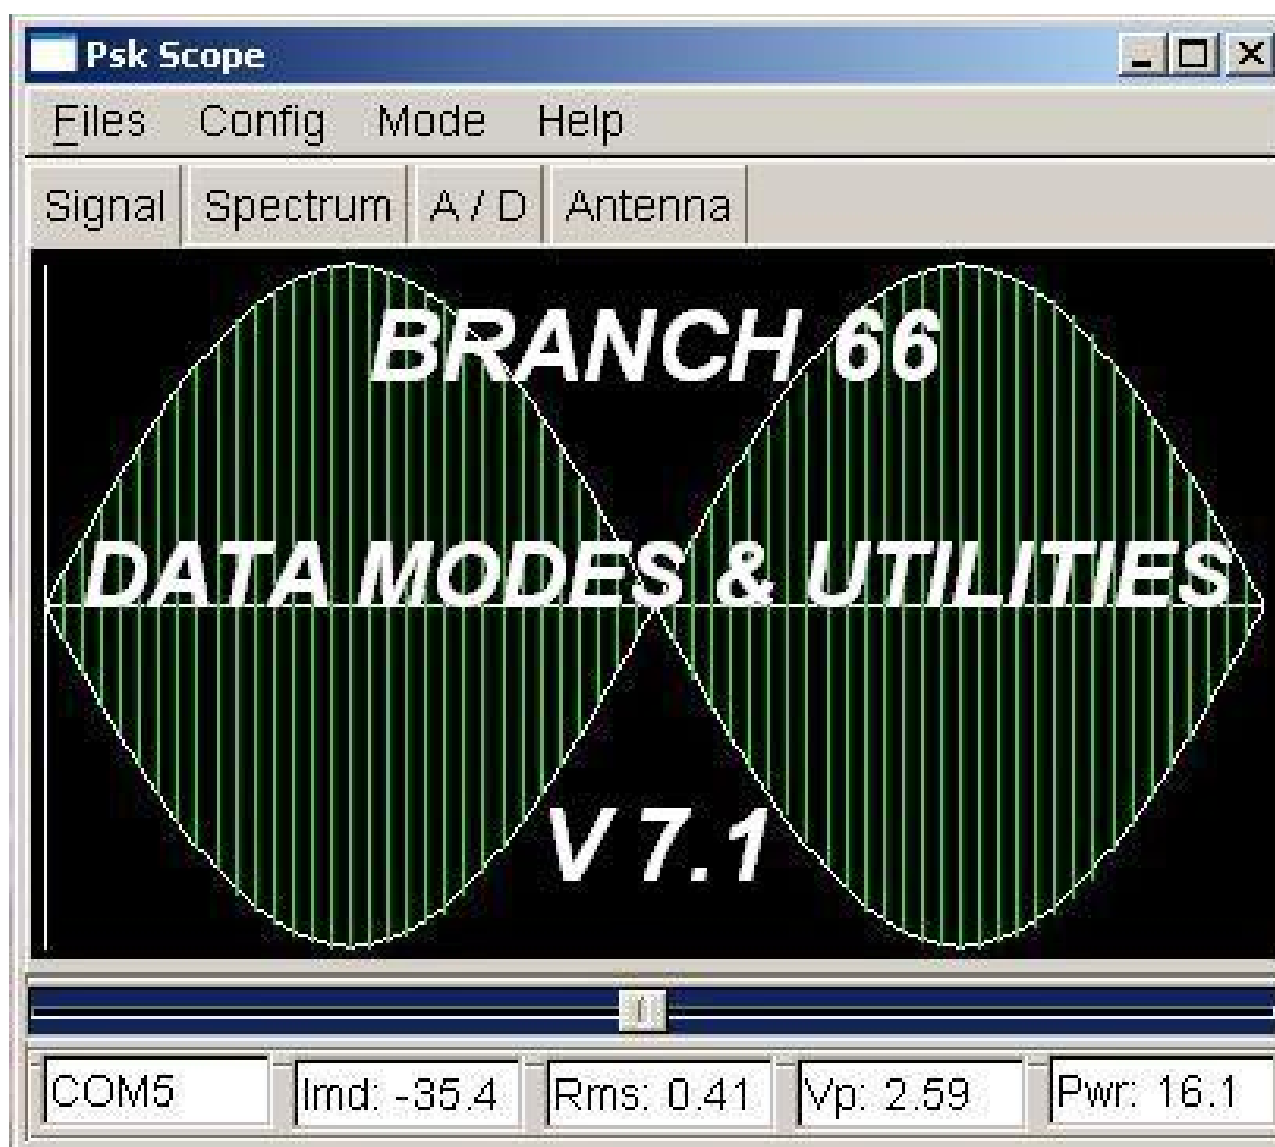 Psk Scope
Files Config Mode Help
Signal Spectrum A / D Antenna
BRANCH 66
DATA MODES & UTILITIES
V 7.1
COM5 Imd: -35.4 Rms: 0.41 Vp: 2.59 Pwr: 16.1